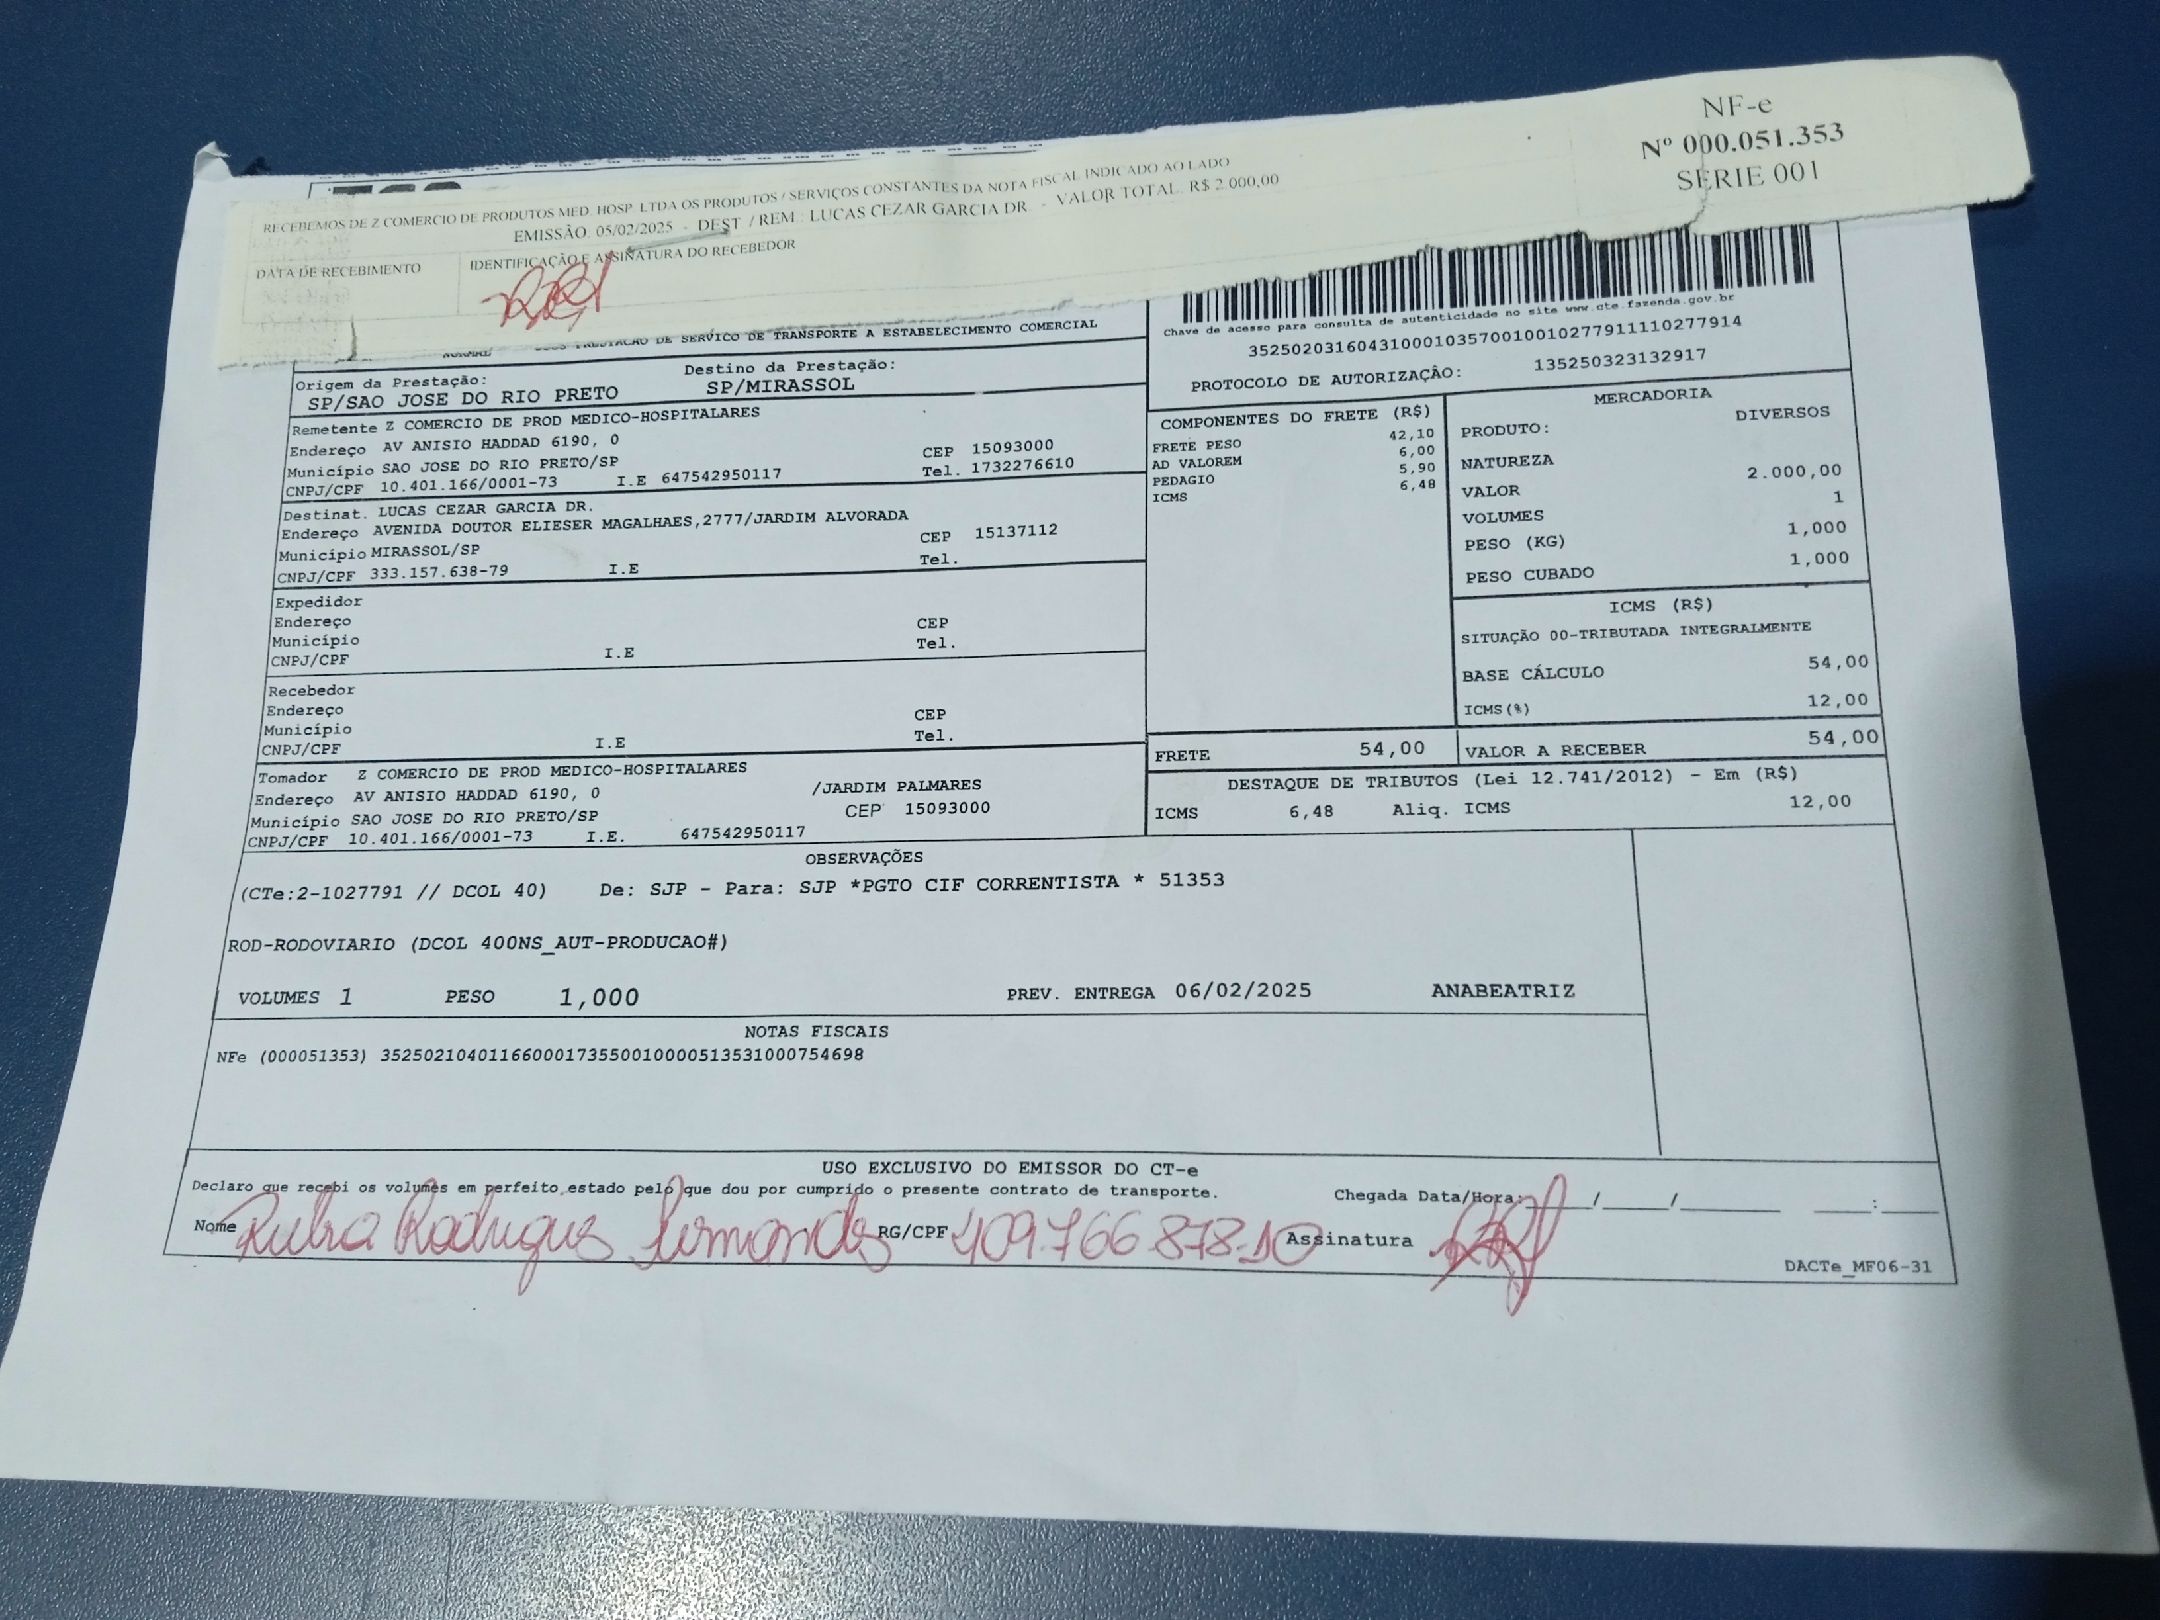 NF-e
Nº 000.051.353
SERIE 001
RECEBEMOS DE Z COMERCIO DE PRODUTOS MED. HOSP. LTDA OS PRODUTOS / SERVIÇOS CONSTANTES DA NOTA FISCAL INDICADO AO LADO
EMISSÃO: 05/02/2025 - DEST / REM.: LUCAS CEZAR GARCIA DR. - VALOR TOTAL: R$ 2.000,00
DATA DE RECEBIMENTO IDENTIFICAÇÃO E ASSINATURA DO RECEBEDOR
DE SERVICO DE TRANSPORTE A ESTABELECIMENTO COMERCIAL
Chave de acesso para consulta de autenticidade no site www.cte.fazenda.gov.br
35250203160431000103570010010277911110277914
PROTOCOLO DE AUTORIZAÇÃO: 135250323132917
Origem da Prestação: Destino da Prestação:
SP/SAO JOSE DO RIO PRETO SP/MIRASSOL
Remetente Z COMERCIO DE PROD MEDICO-HOSPITALARES
Endereço AV ANISIO HADDAD 6190, 0 CEP 15093000
Município SAO JOSE DO RIO PRETO/SP Tel. 1732276610
CNPJ/CPF 10.401.166/0001-73 I.E 647542950117
Destinat. LUCAS CEZAR GARCIA DR.
Endereço AVENIDA DOUTOR ELIESER MAGALHAES,2777/JARDIM ALVORADA
CEP 15137112
Município MIRASSOL/SP Tel.
CNPJ/CPF 333.157.638-79 I.E
Expedidor
Endereço CEP
Município Tel.
CNPJ/CPF I.E
Recebedor
Endereço CEP
Município Tel.
CNPJ/CPF I.E
Tomador Z COMERCIO DE PROD MEDICO-HOSPITALARES
Endereço AV ANISIO HADDAD 6190, 0 /JARDIM PALMARES
Município SAO JOSE DO RIO PRETO/SP CEP 15093000
CNPJ/CPF 10.401.166/0001-73 I.E. 647542950117
COMPONENTES DO FRETE (R$)
FRETE PESO 42,10
AD VALOREM 6,00
PEDAGIO 5,90
ICMS 6,48
MERCADORIA
PRODUTO: DIVERSOS
NATUREZA
VALOR 2.000,00
VOLUMES 1
PESO (KG) 1,000
PESO CUBADO 1,000
ICMS (R$)
SITUAÇÃO 00-TRIBUTADA INTEGRALMENTE
BASE CÁLCULO 54,00
ICMS(%) 12,00
FRETE 54,00 VALOR A RECEBER 54,00
DESTAQUE DE TRIBUTOS (Lei 12.741/2012) - Em (R$)
ICMS 6,48 Aliq. ICMS 12,00
OBSERVAÇÕES
(CTe:2-1027791 // DCOL 40) De: SJP - Para: SJP *PGTO CIF CORRENTISTA * 51353
ROD-RODOVIARIO (DCOL 400NS_AUT-PRODUCAO#)
VOLUMES 1 PESO 1,000 PREV. ENTREGA 06/02/2025 ANABEATRIZ
NOTAS FISCAIS
NFe (000051353) 35250210401166000173550010000513531000754698
USO EXCLUSIVO DO EMISSOR DO CT-e
Declaro que recebi os volumes em perfeito estado pelo que dou por cumprido o presente contrato de transporte. Chegada Data/Hora: / / :
Nome Rodrigues Fernandes RG/CPF 409.766.878-10 Assinatura
DACTe_MF06-31